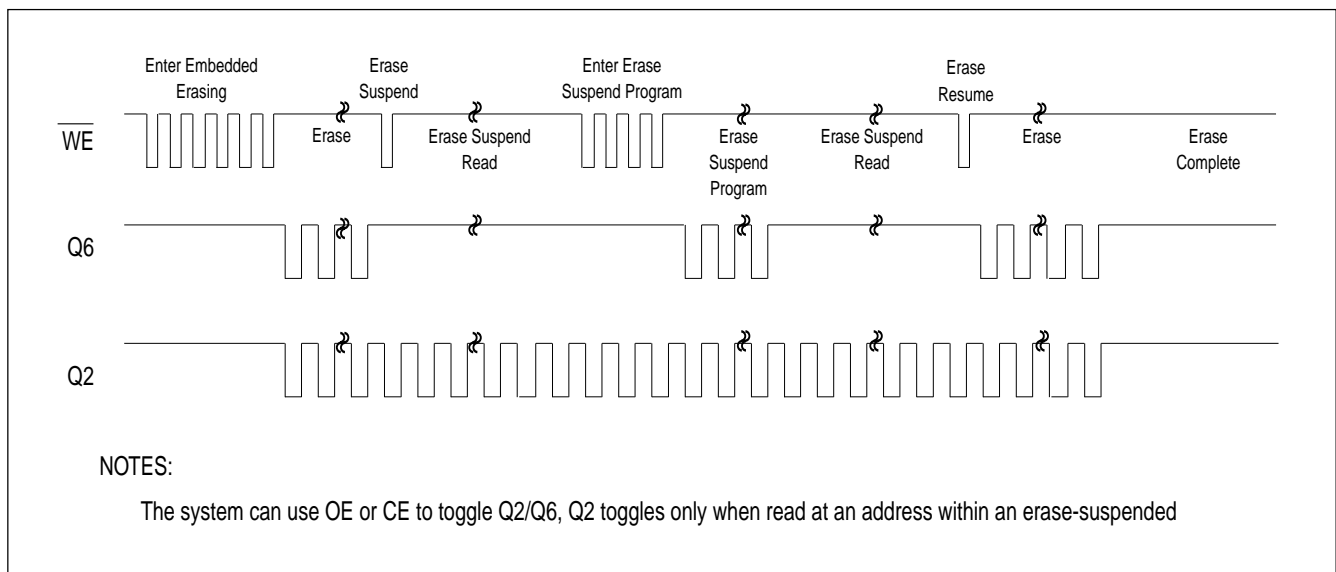 Enter Embedded
Erasing
Erase
Suspend
Enter Erase
Suspend Program
Erase
Resume
WE
Erase
Erase Suspend
Read
Erase
Suspend
Program
Erase Suspend
Read
Erase
Erase
Complete
Q6
Q2
NOTES:
The system can use OE or CE to toggle Q2/Q6, Q2 toggles only when read at an address within an erase-suspended